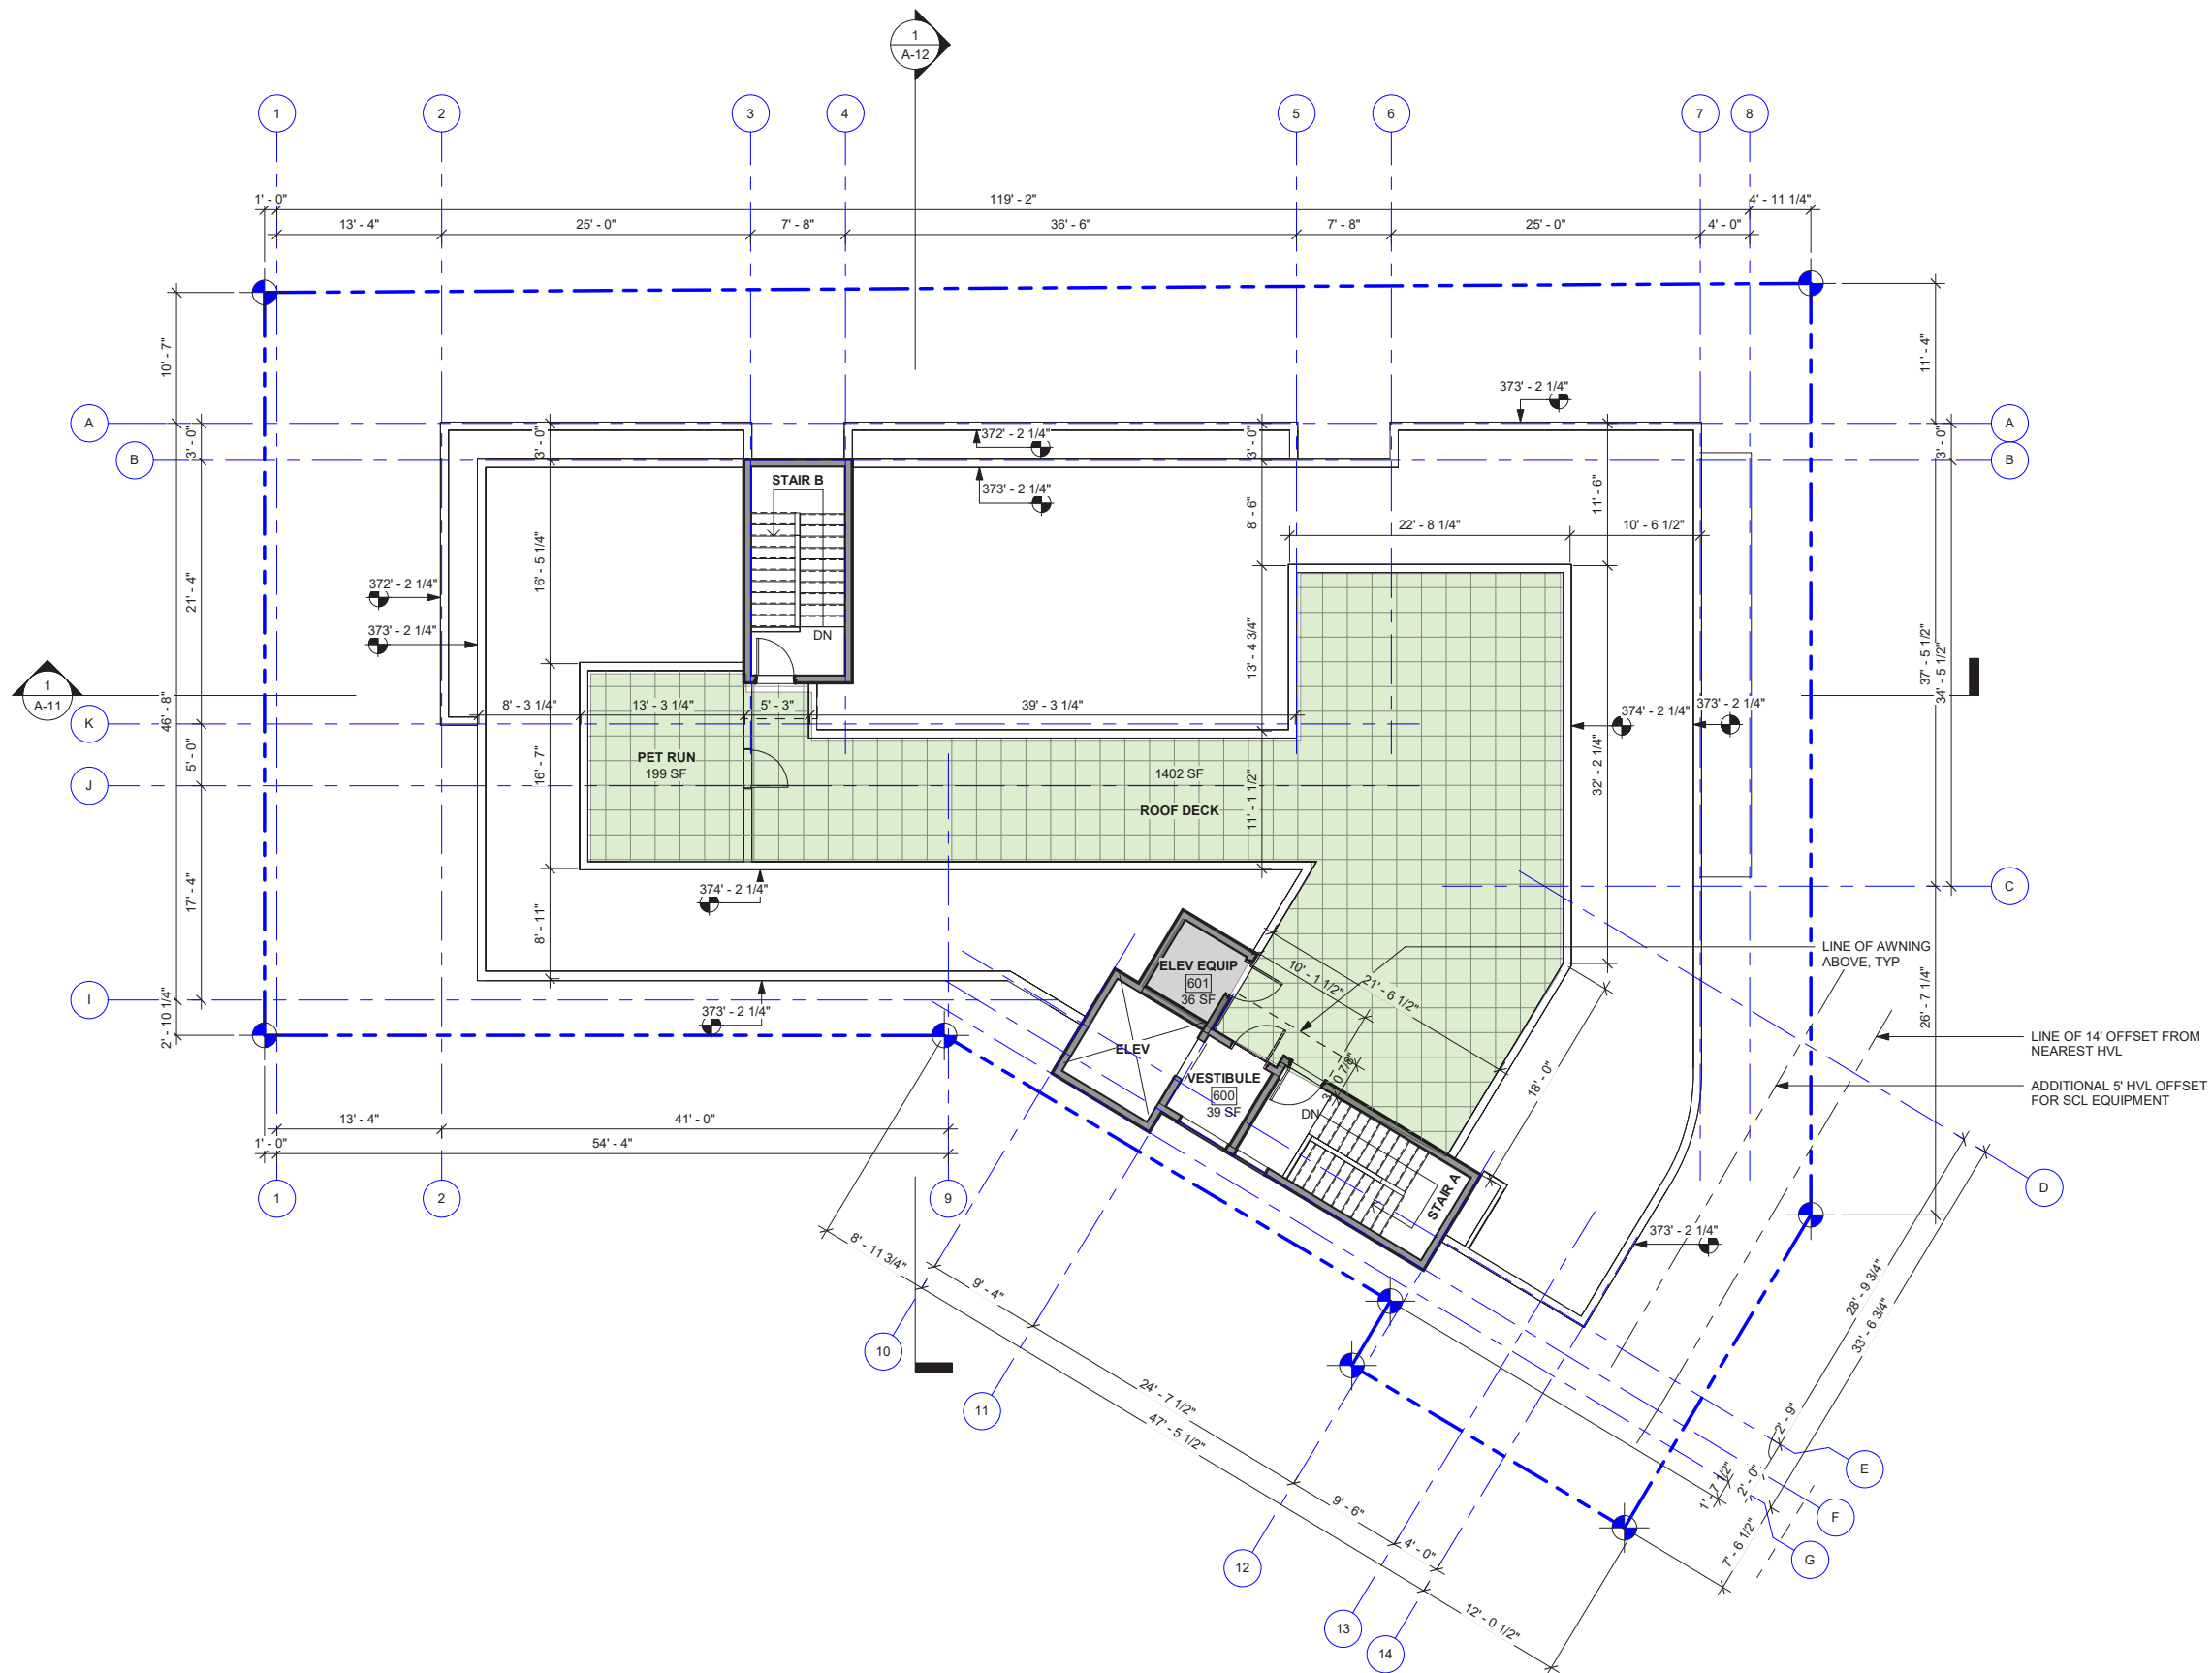 1
A-12
1
2
3
4
5
6
7
8
1' - 0"
119' - 2"
4' - 11 1/4"
13' - 4"
25' - 0"
7' - 8"
36' - 6"
7' - 8"
25' - 0"
4' - 0"
10' - 7"
11' - 4"
373' - 2 1/4"
A
A
3' - 0"
3' - 0"
372' - 2 1/4"
3' - 0"
3' - 0"
B
B
STAIR B
373' - 2 1/4"
11' - 6"
8' - 6"
22' - 8 1/4"
10' - 6 1/2"
16' - 5 1/4"
21' - 4"
372' - 2 1/4"
373' - 2 1/4"
DN
13' - 4 3/4"
37' - 5 1/2"
34' - 5 1/2"
1
A-11
46' - 8"
8' - 3 1/4"
13' - 3 1/4"
5' - 3"
39' - 3 1/4"
374' - 2 1/4"
373' - 2 1/4"
K
5' - 0"
16' - 7"
PET RUN
199 SF
1402 SF
ROOF DECK
11' - 1 1/2"
32' - 2 1/4"
J
17' - 4"
374' - 2 1/4"
C
8' - 11"
LINE OF AWNING
ABOVE, TYP
ELEV EQUIP
601
36 SF
10' - 1 1/2"
21' - 6 1/2"
I
2' - 10 1/4"
373' - 2 1/4"
26' - 7 1/4"
LINE OF 14' OFFSET FROM
NEAREST HVL
ELEV
VESTIBULE
600
39 SF
DN
18' - 0"
ADDITIONAL 5' HVL OFFSET
FOR SCL EQUIPMENT
13' - 4"
41' - 0"
1' - 0"
54' - 4"
1
2
9
STAIR A
D
373' - 2 1/4"
8' - 11 3/4"
9' - 4"
28' - 9 3/4"
33' - 6 3/4"
10
11
24' - 7 1/2"
47' - 5 1/2"
2' - 9"
E
1' - 7 1/2"
2' - 0"
9' - 6"
F
7' - 6 1/2"
G
4' - 0"
12
12' - 0 1/2"
13
14